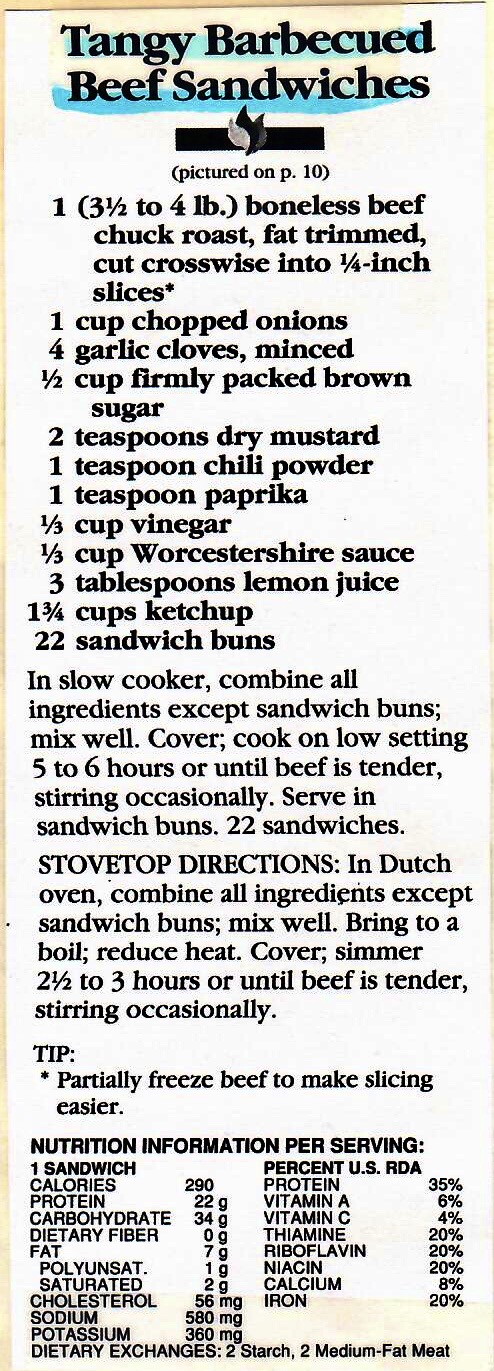 Tangy Barbecued
Beef Sandwiches
(pictured on p. 10)
1 (3½ to 4 lb.) boneless beef
chuck roast, fat trimmed,
cut crosswise into ¼-inch
slices*
1 cup chopped onions
4 garlic cloves, minced
½ cup firmly packed brown
sugar
2 teaspoons dry mustard
1 teaspoon chili powder
1 teaspoon paprika
⅓ cup vinegar
⅓ cup Worcestershire sauce
3 tablespoons lemon juice
1¾ cups ketchup
22 sandwich buns
In slow cooker, combine all
ingredients except sandwich buns;
mix well. Cover; cook on low setting
5 to 6 hours or until beef is tender,
stirring occasionally. Serve in
sandwich buns. 22 sandwiches.
STOVETOP DIRECTIONS: In Dutch
oven, combine all ingredients except
sandwich buns; mix well. Bring to a
boil; reduce heat. Cover; simmer
2½ to 3 hours or until beef is tender,
stirring occasionally.
TIP:
* Partially freeze beef to make slicing
easier.
NUTRITION INFORMATION PER SERVING:
1 SANDWICH PERCENT U.S. RDA
CALORIES 290 PROTEIN 35%
PROTEIN 22 g VITAMIN A 6%
CARBOHYDRATE 34 g VITAMIN C 4%
DIETARY FIBER 0 g THIAMINE 20%
FAT 7 g RIBOFLAVIN 20%
POLYUNSAT. 1 g NIACIN 20%
SATURATED 2 g CALCIUM 8%
CHOLESTEROL 56 mg IRON 20%
SODIUM 580 mg
POTASSIUM 360 mg
DIETARY EXCHANGES: 2 Starch, 2 Medium-Fat Meat